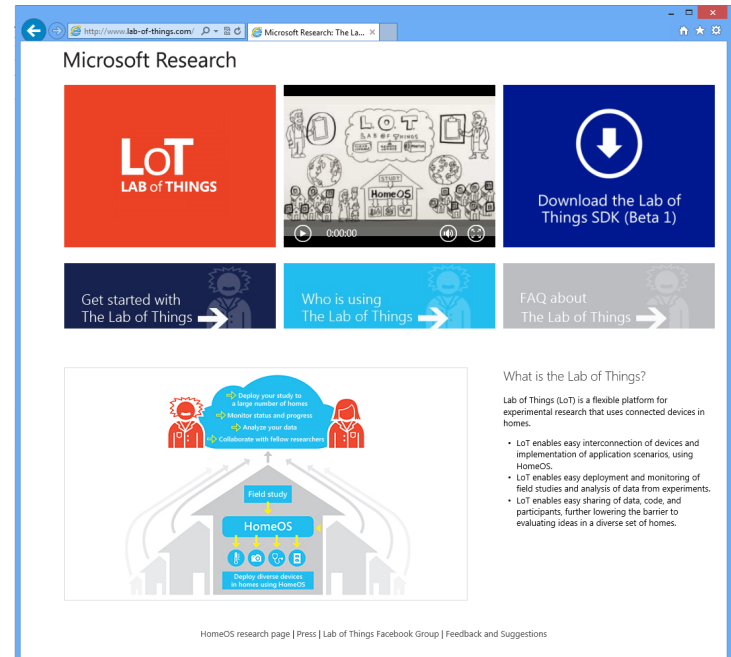 http://www.lab-of-things.com/
Microsoft Research: The La...
Microsoft Research
LoT
LAB of THINGS
L.O.T.
LAB OF THINGS
STUDY
HomeOS
0:00:00
Download the Lab of
Things SDK (Beta 1)
Get started with
The Lab of Things
Who is using
The Lab of Things
FAQ about
The Lab of Things
Deploy your study to
a large number of homes
Monitor status and progress
Analyze your data
Collaborate with fellow researchers
Field study
HomeOS
Deploy diverse devices
in homes using HomeOS
What is the Lab of Things?
Lab of Things (LoT) is a flexible platform for
experimental research that uses connected devices in
homes.
• LoT enables easy interconnection of devices and
implementation of application scenarios, using
HomeOS.
• LoT enables easy deployment and monitoring of
field studies and analysis of data from experiments.
• LoT enables easy sharing of data, code, and
participants, further lowering the barrier to
evaluating ideas in a diverse set of homes.
HomeOS research page | Press | Lab of Things Facebook Group | Feedback and Suggestions